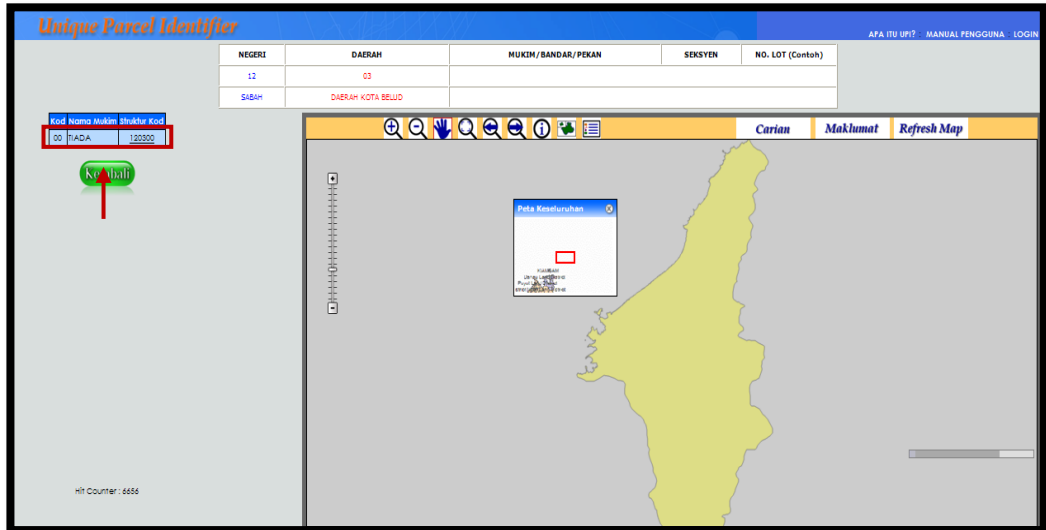 Unique Parcel Identifier
APA ITU UPI? : MANUAL PENGGUNA : LOGIN
NEGERI DAERAH MUKIM/BANDAR/PEKAN SEKSYEN NO. LOT (Contoh)
12 03
SABAH DAERAH KOTA BELUD
Kod Nama Mukim Struktur Kod
00 TIADA 120300
Kembali
Carian Maklumat Refresh Map
Peta Keseluruhan
Hit Counter : 6656